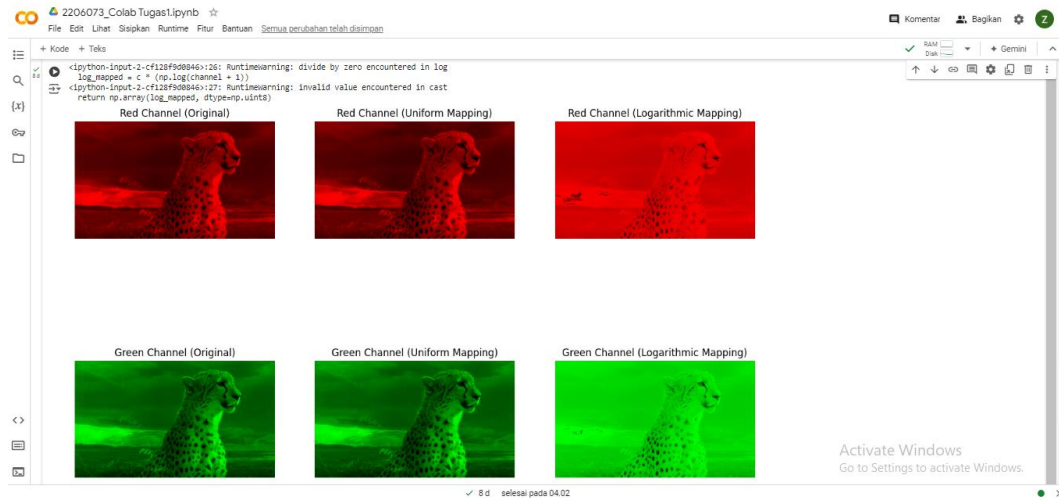 2206073_Colab Tugas1.ipynb
File Edit Lihat Sisipkan Runtime Fitur Bantuan Semua perubahan telah disimpan
Komentar Bagikan Z
+ Kode + Teks
RAM Disk Gemini
8 d
<ipython-input-2-cf128f9d0846>:26: RuntimeWarning: divide by zero encountered in log
log_mapped = c * (np.log(channel + 1))
<ipython-input-2-cf128f9d0846>:27: RuntimeWarning: invalid value encountered in cast
return np.array(log_mapped, dtype=np.uint8)
{x}
Red Channel (Original) Red Channel (Uniform Mapping) Red Channel (Logarithmic Mapping)
Green Channel (Original) Green Channel (Uniform Mapping) Green Channel (Logarithmic Mapping)
Activate Windows
Go to Settings to activate Windows.
8 d selesai pada 04.02